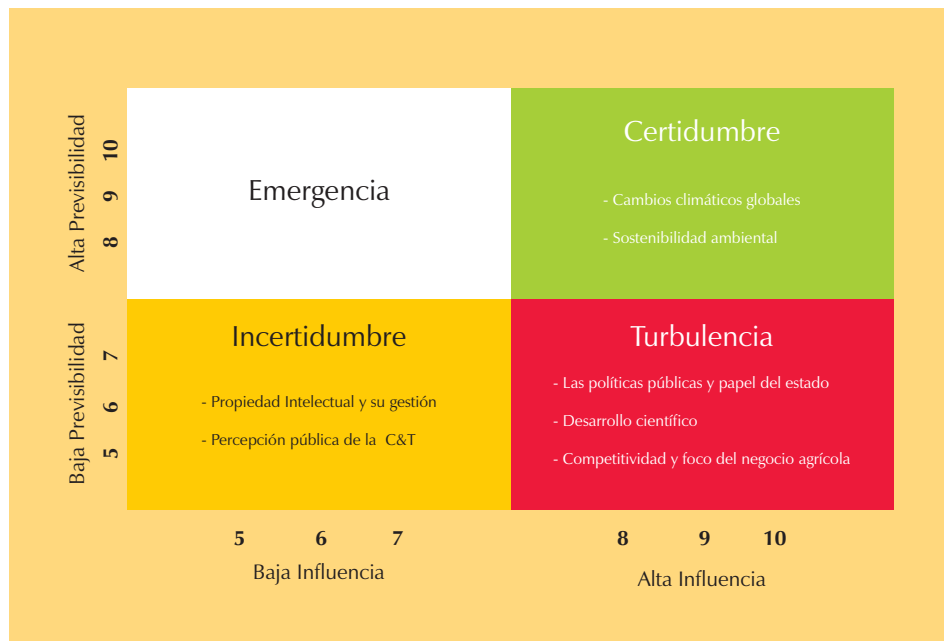 Alta Previsibilidad
10
9
8
Emergencia
Certidumbre
- Cambios climáticos globales
- Sostenibilidad ambiental
Baja Previsibilidad
7
6
5
Incertidumbre
- Propiedad Intelectual y su gestión
- Percepción pública de la C&T
Turbulencia
- Las políticas públicas y papel del estado
- Desarrollo científico
- Competitividad y foco del negocio agrícola
5 6 7
Baja Influencia
8 9 10
Alta Influencia